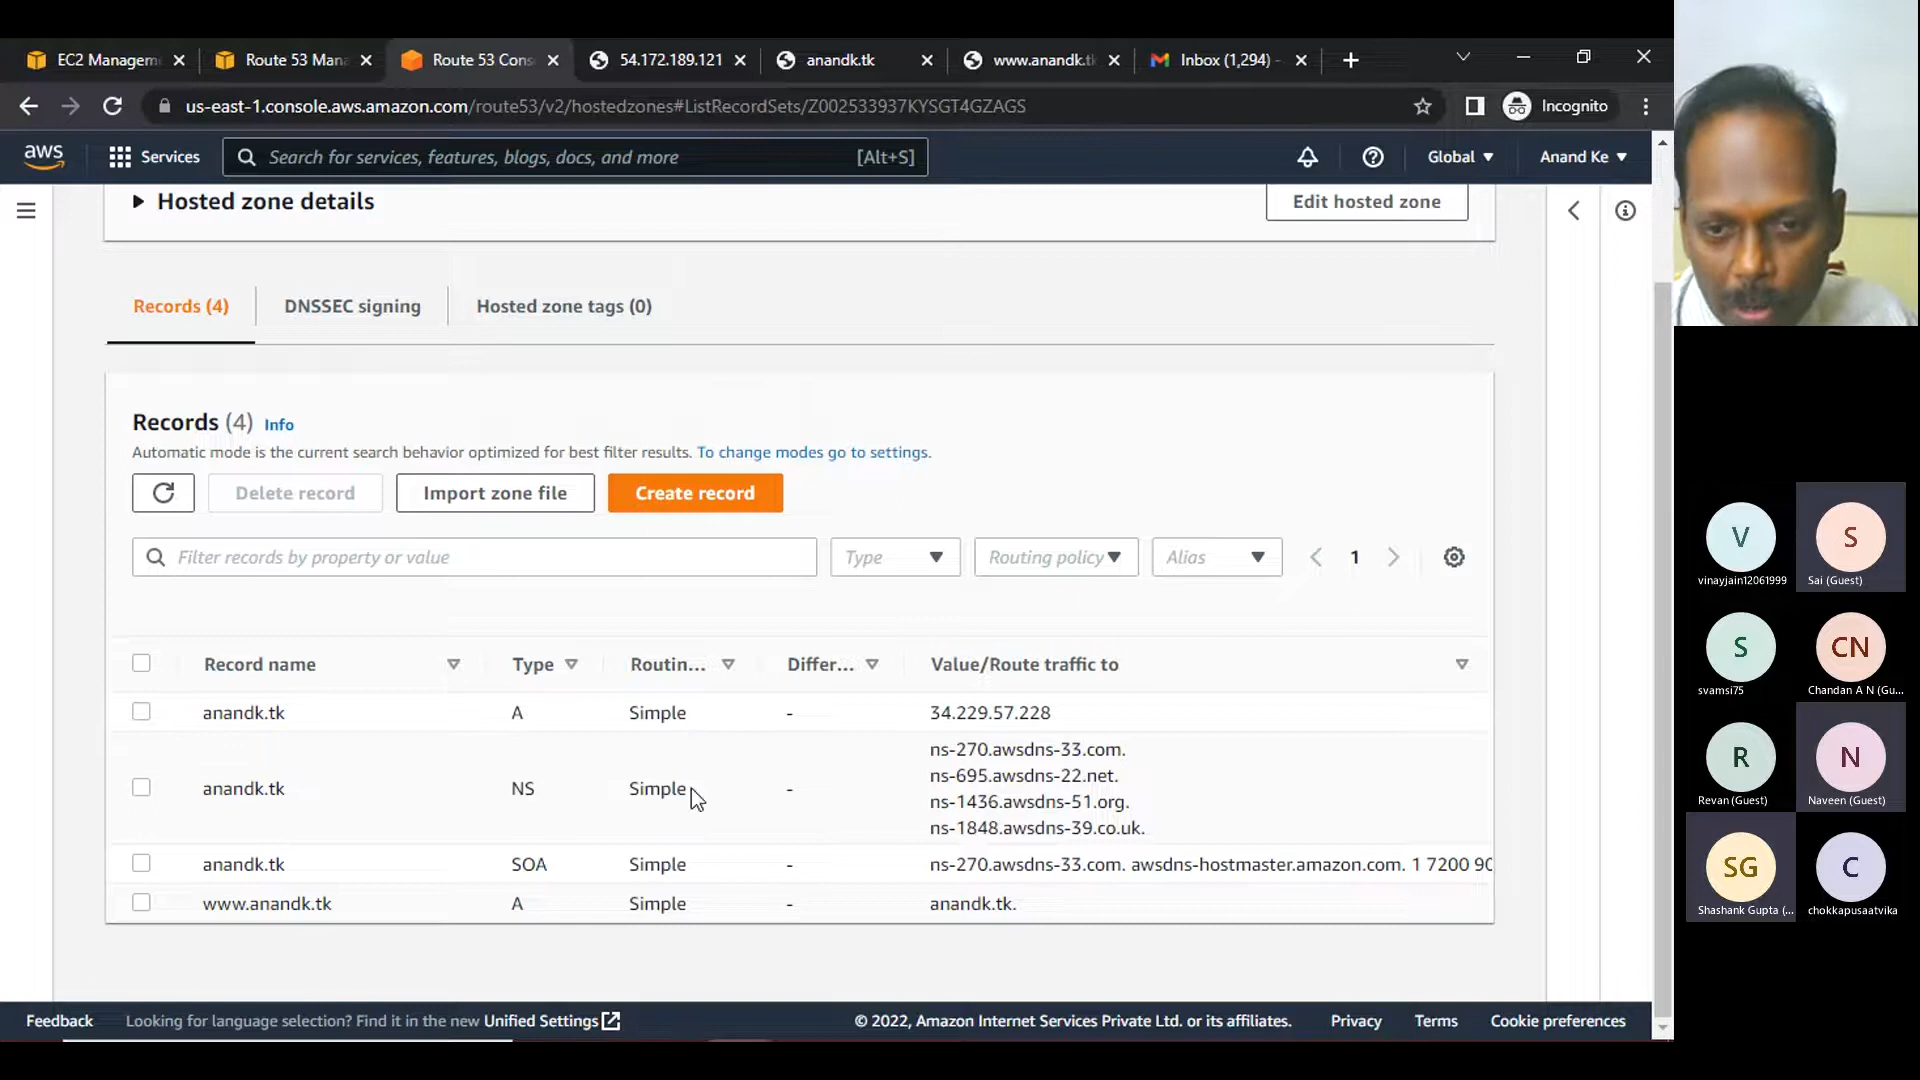 EC2 Managem
Route 53 Man
Route 53 Cons
54.172.189.121
anandk.tk
www.anandk.t
Inbox (1,294) -
us-east-1.console.aws.amazon.com/route53/v2/hostedzones#ListRecordSets/Z002533937KYSGT4GZAGS
Incognito
aws
Services
Search for services, features, blogs, docs, and more
[Alt+S]
Global
Anand Ke
Hosted zone details
Edit hosted zone
Records (4)
DNSSEC signing
Hosted zone tags (0)
Records (4) Info
Automatic mode is the current search behavior optimized for best filter results. To change modes go to settings.
Delete record
Import zone file
Create record
Filter records by property or value
Type
Routing policy
Alias
1
Record name
Type
Routin...
Differ...
Value/Route traffic to
anandk.tk A Simple - 34.229.57.228
anandk.tk NS Simple -
ns-270.awsdns-33.com.
ns-695.awsdns-22.net.
ns-1436.awsdns-51.org.
ns-1848.awsdns-39.co.uk.
anandk.tk SOA Simple - ns-270.awsdns-33.com. awsdns-hostmaster.amazon.com. 1 7200 90
www.anandk.tk A Simple - anandk.tk.
Feedback
Looking for language selection? Find it in the new Unified Settings
© 2022, Amazon Internet Services Private Ltd. or its affiliates.
Privacy
Terms
Cookie preferences
V
vinayjain12061999
S
Sai (Guest)
S
svamsi75
CN
Chandan A N (Gu...
R
Revan (Guest)
N
Naveen (Guest)
SG
Shashank Gupta (...
C
chokkapusaatvika